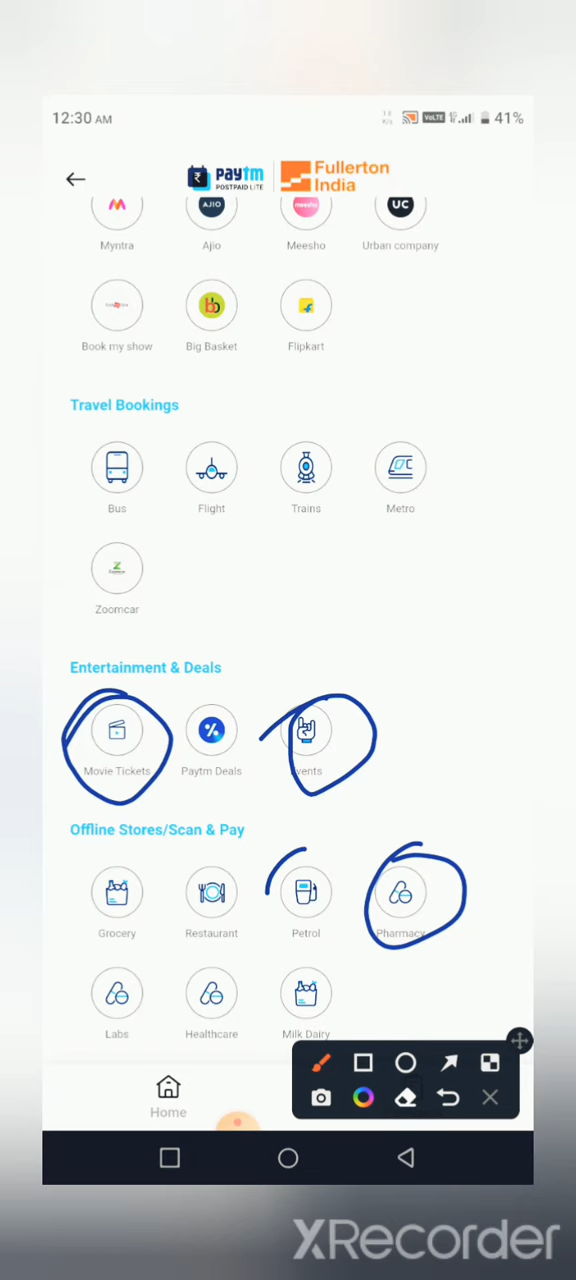 12:30 AM
VoLTE 41%
paytm
POSTPAID LITE
Fullerton
India
AJIO meesho UC
Myntra Ajio Meesho Urban company
Book my show Big Basket Flipkart
Travel Bookings
Bus Flight Trains Metro
Zoomcar
Entertainment & Deals
Movie Tickets Paytm Deals Events
Offline Stores/Scan & Pay
Grocery Restaurant Petrol Pharmacy
Labs Healthcare Milk Dairy
Home
XRecorder